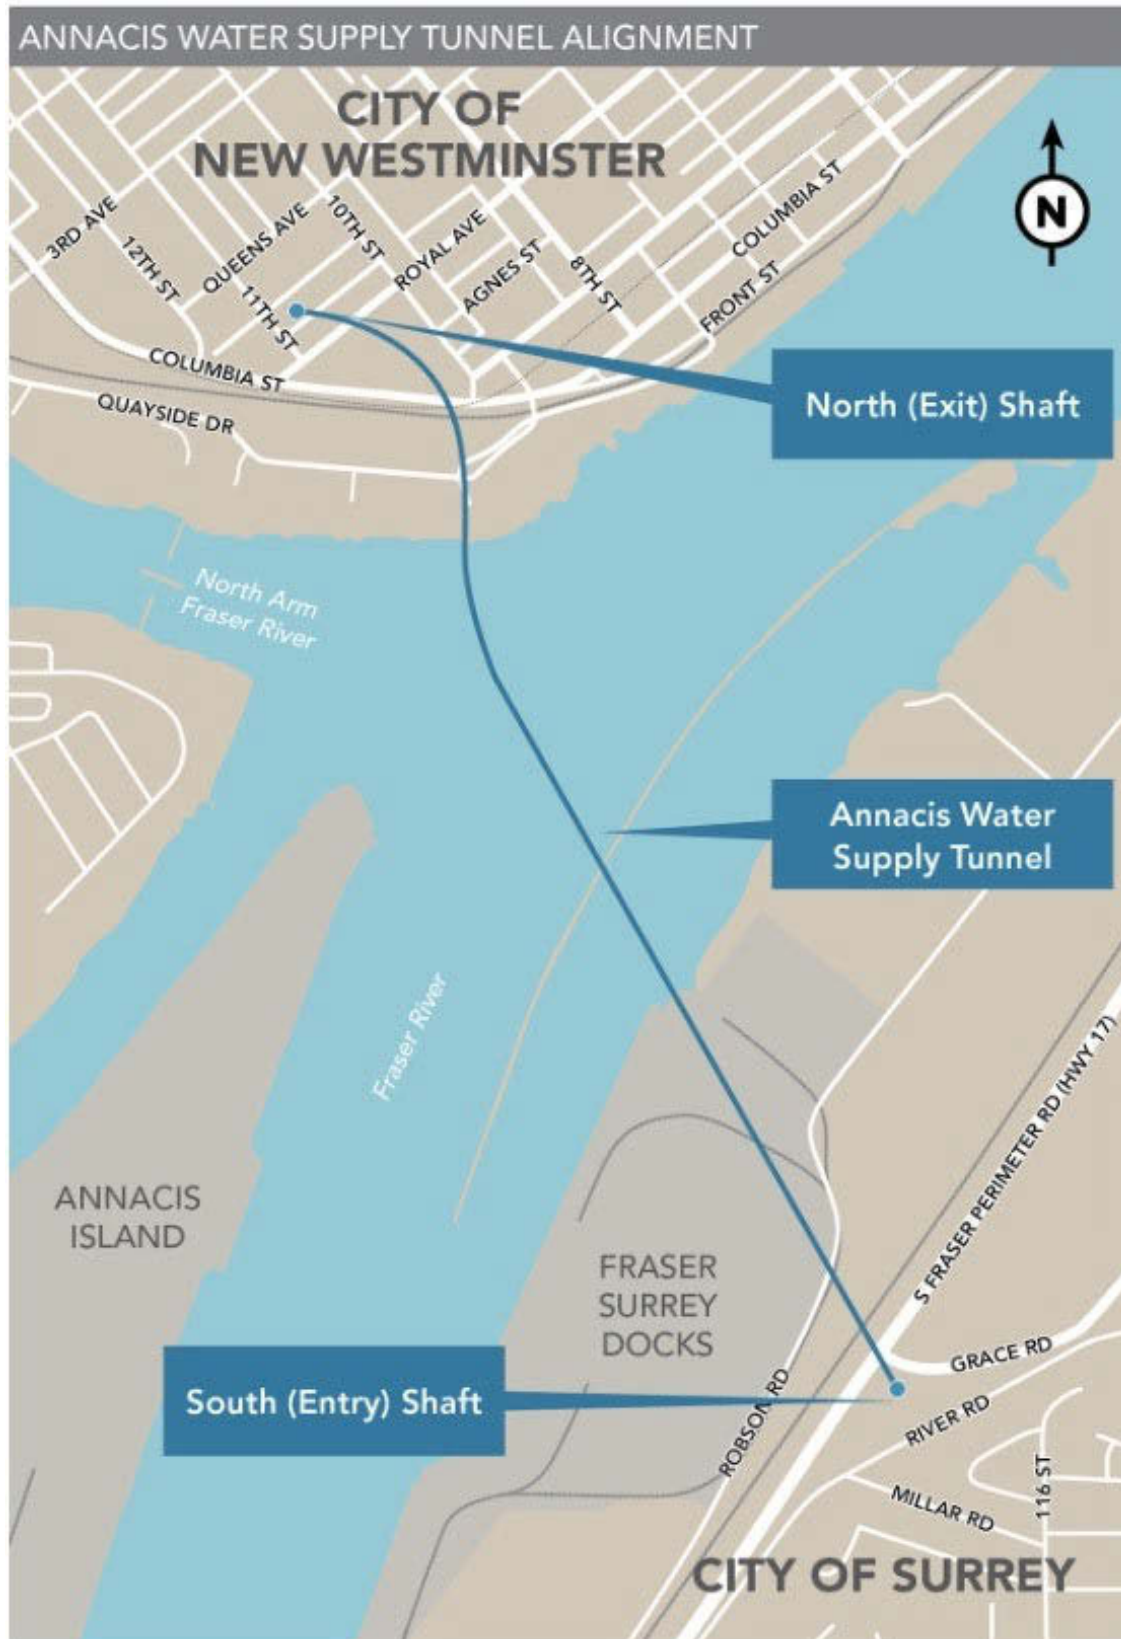 ANNACIS WATER SUPPLY TUNNEL ALIGNMENT
CITY OF
NEW WESTMINSTER
N
3RD AVE
12TH ST
QUEENS AVE
11TH ST
10TH ST
ROYAL AVE
AGNES ST
8TH ST
COLUMBIA ST
FRONT ST
COLUMBIA ST
QUAYSIDE DR
North (Exit) Shaft
North Arm
Fraser River
Annacis Water
Supply Tunnel
Fraser River
S FRASER PERIMETER RD (HWY 17)
ANNACIS
ISLAND
FRASER
SURREY
DOCKS
South (Entry) Shaft
GRACE RD
RIVER RD
ROBSON RD
MILLAR RD
116 ST
CITY OF SURREY